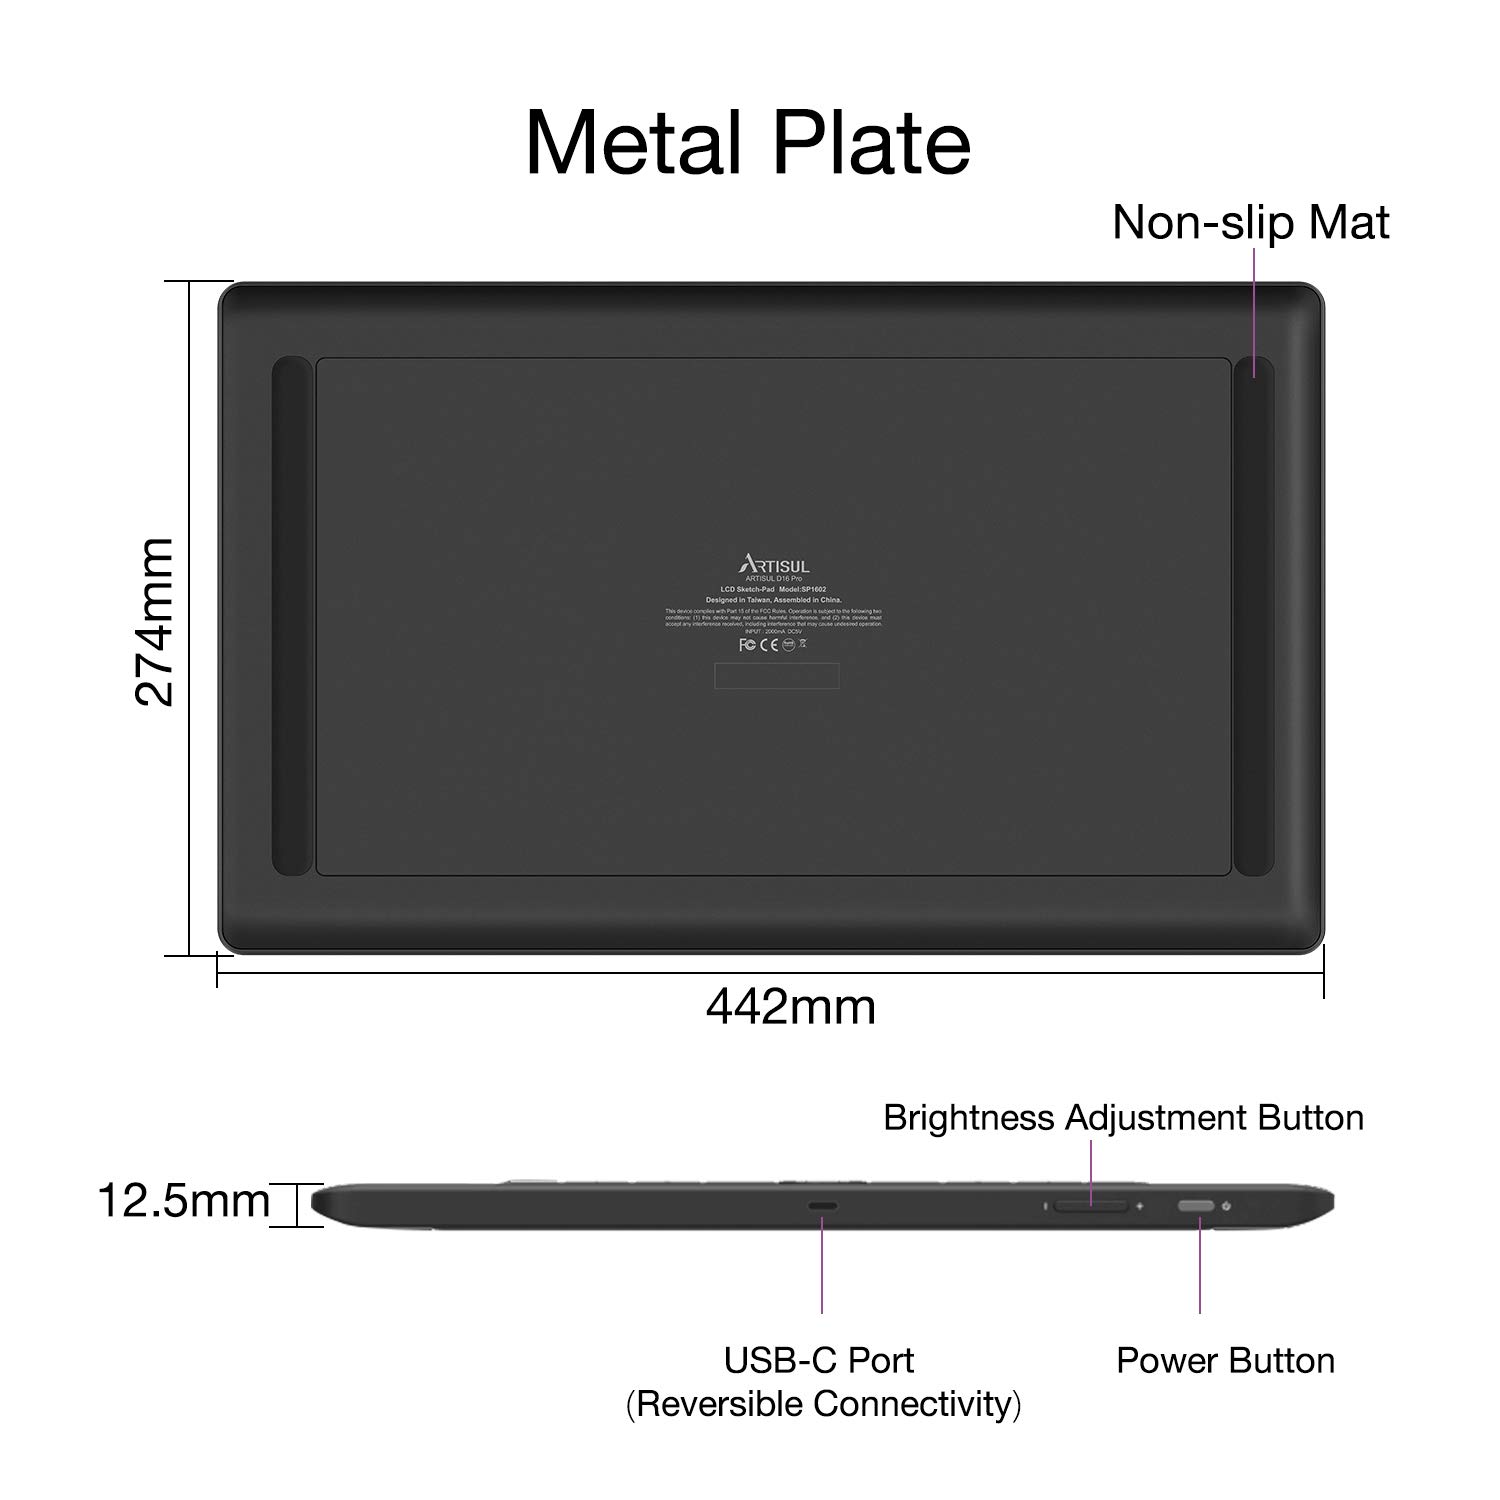 Metal Plate
Non-slip Mat
274mm
ARTISUL
ARTISUL D16 Pro
LCD Sketch-Pad Model:SP1602
Designed in Taiwan, Assembled in China.
This device complies with Part 15 of the FCC Rules. Operation is subject to the following two
conditions: (1) this device may not cause harmful interference, and (2) this device must
accept any interference received, including interference that may cause undesired operation.
INPUT : 2000mA DC5V
FC CE
442mm
Brightness Adjustment Button
12.5mm
USB-C Port
(Reversible Connectivity)
Power Button